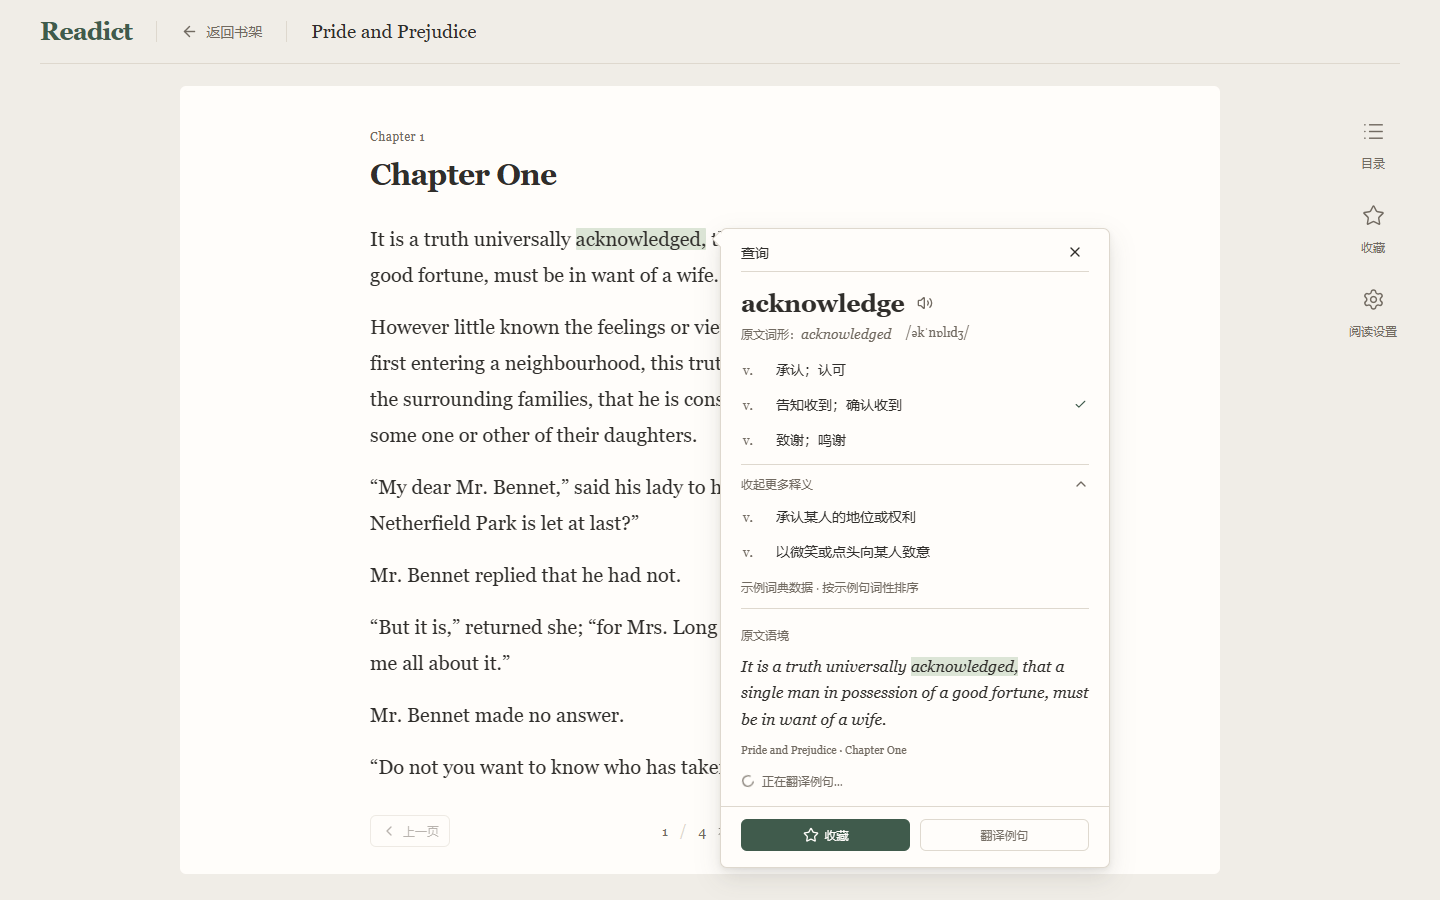 Readict
返回书架
Pride and Prejudice
目录
收藏
阅读设置
Chapter 1
Chapter One
It is a truth universally acknowledged,
good fortune, must be in want of a wife.
However little known the feelings or
first entering a neighbourhood, this
the surrounding families, that he is
some one or other of their daughters.
“My dear Mr. Bennet,” said his lady to
Netherfield Park is let at last?”
Mr. Bennet replied that he had not.
“But it is,” returned she; “for Mrs. Long
me all about it.”
Mr. Bennet made no answer.
“Do not you want to know who has
上一页
1 / 4
查询
acknowledge
原文词形：acknowledged /əkˈnɒlɪdʒ/
v. 承认；认可
v. 告知收到；确认收到
v. 致谢；鸣谢
收起更多释义
v. 承认某人的地位或权利
v. 以微笑或点头向某人致意
示例词典数据 · 按示例句词性排序
原文语境
It is a truth universally acknowledged, that a
single man in possession of a good fortune, must
be in want of a wife.
Pride and Prejudice · Chapter One
正在翻译例句...
收藏
翻译例句